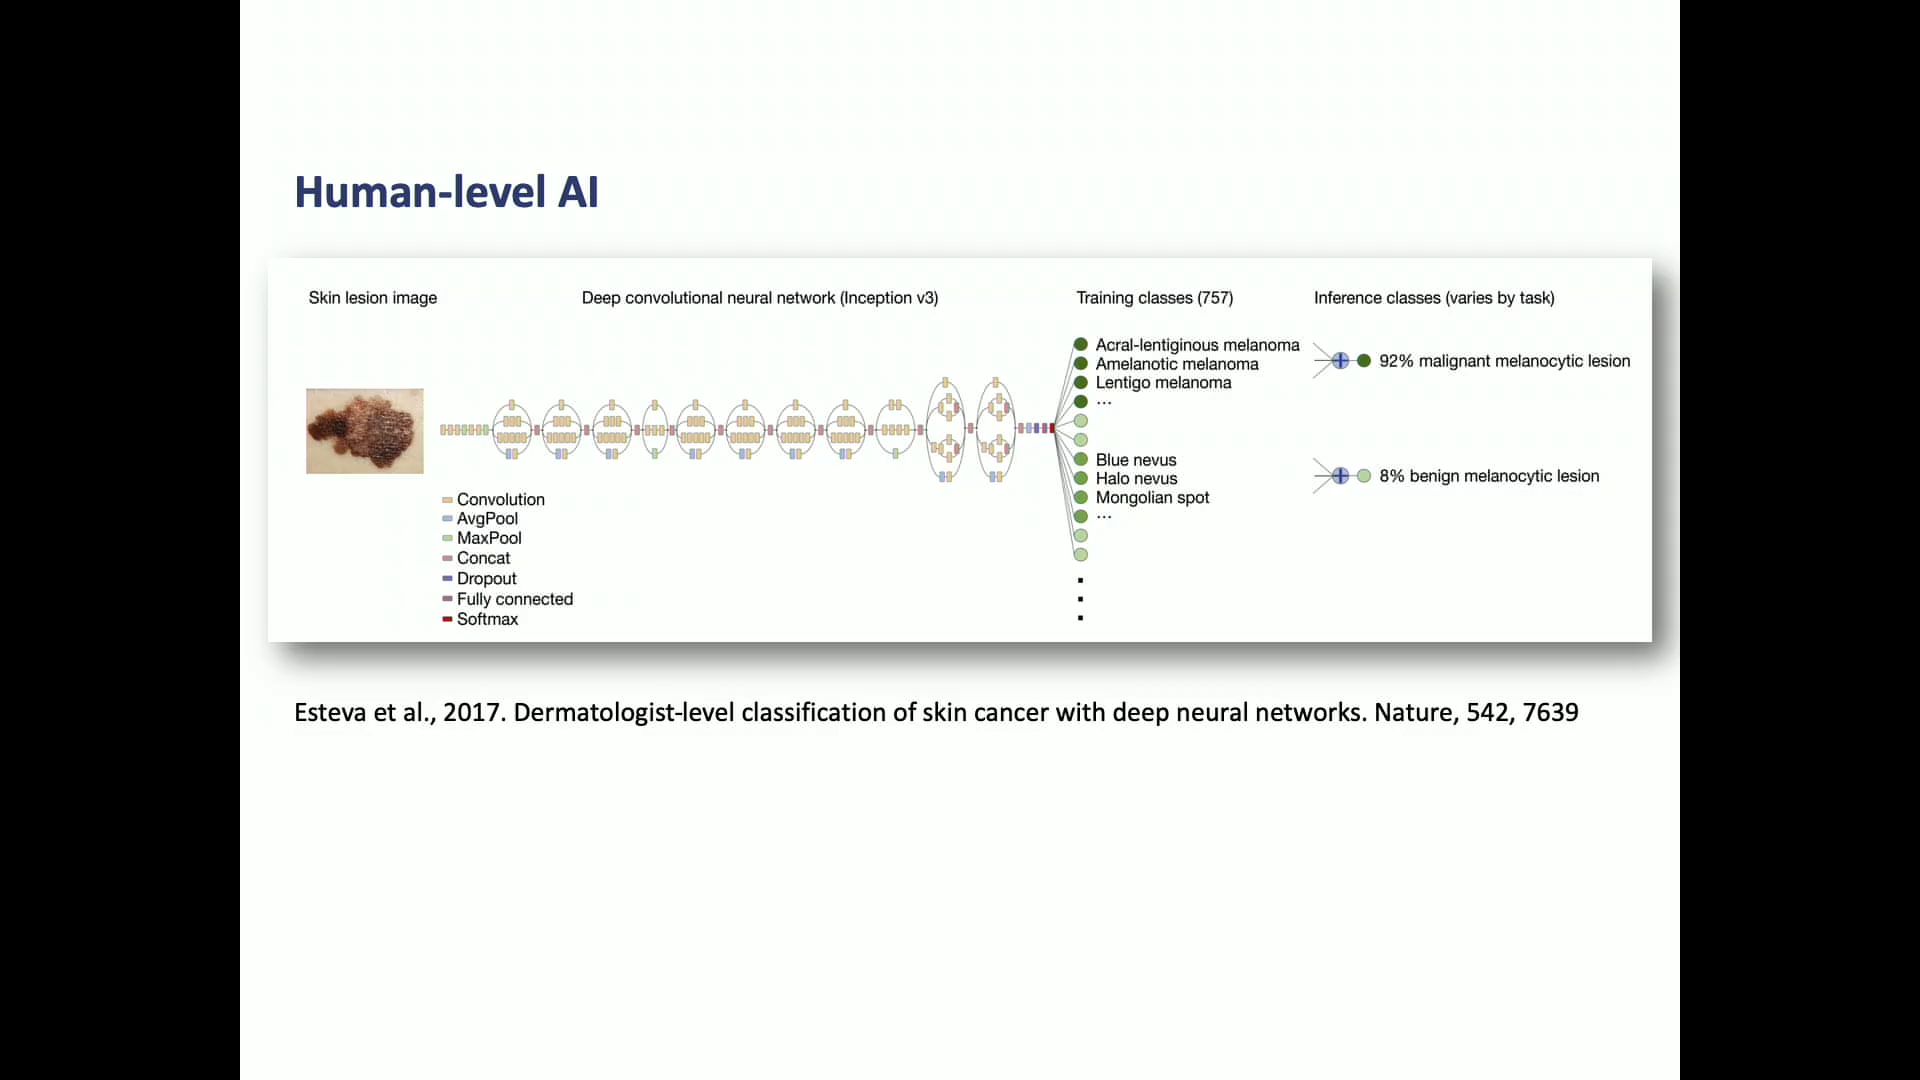 Human-level AI
Skin lesion image
Deep convolutional neural network (Inception v3)
Training classes (757)
Inference classes (varies by task)
Acral-lentiginous melanoma
Amelanotic melanoma
Lentigo melanoma
...
Blue nevus
Halo nevus
Mongolian spot
...
92% malignant melanocytic lesion
8% benign melanocytic lesion
Convolution
AvgPool
MaxPool
Concat
Dropout
Fully connected
Softmax
Esteva et al., 2017. Dermatologist-level classification of skin cancer with deep neural networks. Nature, 542, 7639